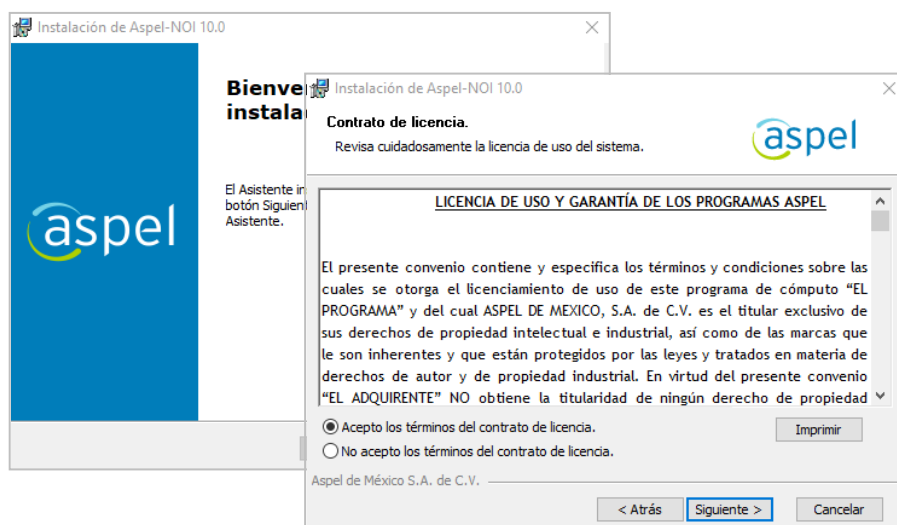 Instalación de Aspel-NOI 10.0
aspel
El Asistente
botón
Asistente.
Instalación de Aspel-NOI 10.0
Contrato de licencia.
Revisa cuidadosamente la licencia de uso del sistema.
aspel
LICENCIA DE USO Y GARANTÍA DE LOS PROGRAMAS ASPEL
El presente convenio contiene y especifica los términos y condiciones sobre las
cuales se otorga el licenciamiento de uso de este programa de cómputo “EL
PROGRAMA” y del cual ASPEL DE MEXICO, S.A. de C.V. es el titular exclusivo de
sus derechos de propiedad intelectual e industrial, así como de las marcas que
le son inherentes y que están protegidos por las leyes y tratados en materia de
derechos de autor y de propiedad industrial. En virtud del presente convenio
“EL ADQUIRENTE” NO obtiene la titularidad de ningún derecho de propiedad
Acepto los términos del contrato de licencia.
Imprimir
No acepto los términos del contrato de licencia.
Aspel de México S.A. de C.V.
< Atrás
Siguiente >
Cancelar